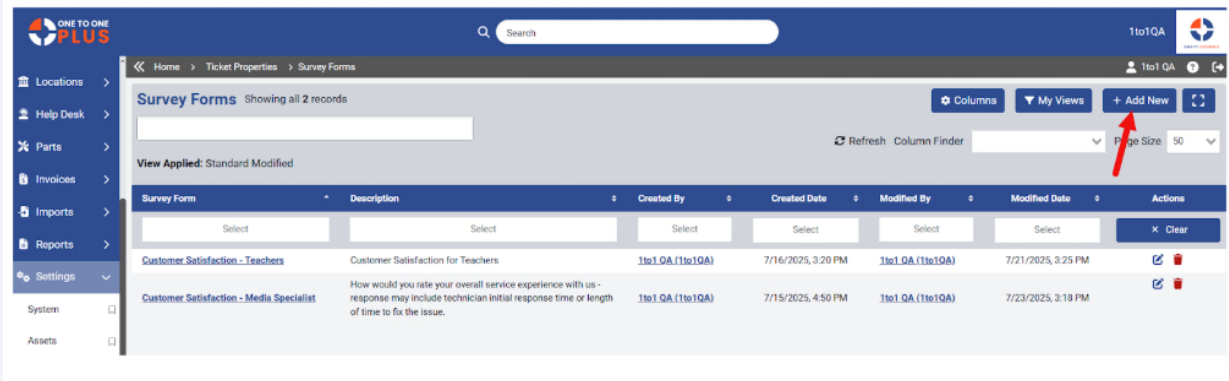 ONE TO ONE
PLUS
Search
1to1QA
Locations
Help Desk
Parts
Invoices
Imports
Reports
Settings
System
Assets
Home > Ticket Properties > Survey Forms
1to1 QA
Survey Forms Showing all 2 records
Columns
My Views
+ Add New
Refresh Column Finder
Page Size 50
View Applied: Standard Modified
Survey Form Description Created By Created Date Modified By Modified Date Actions
Select Select Select Select Select Select × Clear
Customer Satisfaction - Teachers Customer Satisfaction for Teachers 1to1 QA (1to1QA) 7/16/2025, 3:20 PM 1to1 QA (1to1QA) 7/21/2025, 3:25 PM
How would you rate your overall service experience with us -
Customer Satisfaction - Media Specialist response may include technician initial response time or length 1to1 QA (1to1QA) 7/15/2025, 4:50 PM 1to1 QA (1to1QA) 7/23/2025, 3:18 PM
of time to fix the issue.